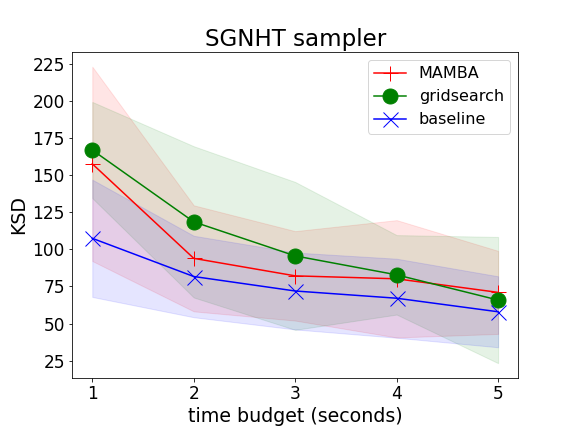 SGNHT sampler
KSD
225
200
175
150
125
100
75
50
25
MAMBA
gridsearch
baseline
1 2 3 4 5
time budget (seconds)